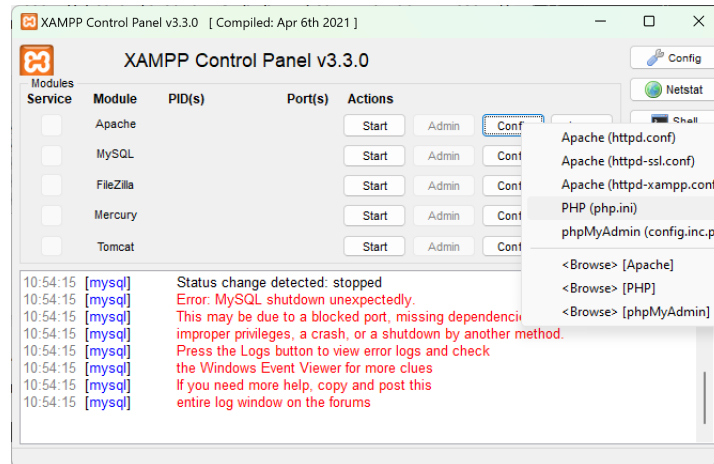 XAMPP Control Panel v3.3.0 [ Compiled: Apr 6th 2021 ]
XAMPP Control Panel v3.3.0
Config
Netstat
Shell
Modules
Service Module PID(s) Port(s) Actions
Apache Start Admin
MySQL Start Admin
FileZilla Start Admin
Mercury Start Admin
Tomcat Start Admin
Apache (httpd.conf)
Apache (httpd-ssl.conf)
Apache (httpd-xampp.conf
PHP (php.ini)
phpMyAdmin (config.inc.p
<Browse> [Apache]
<Browse> [PHP]
<Browse> [phpMyAdmin]
10:54:15 [mysql] Status change detected: stopped
10:54:15 [mysql] Error: MySQL shutdown unexpectedly.
10:54:15 [mysql] This may be due to a blocked port, missing dependenci
10:54:15 [mysql] improper privileges, a crash, or a shutdown by another method.
10:54:15 [mysql] Press the Logs button to view error logs and check
10:54:15 [mysql] the Windows Event Viewer for more clues
10:54:15 [mysql] If you need more help, copy and post this
10:54:15 [mysql] entire log window on the forums